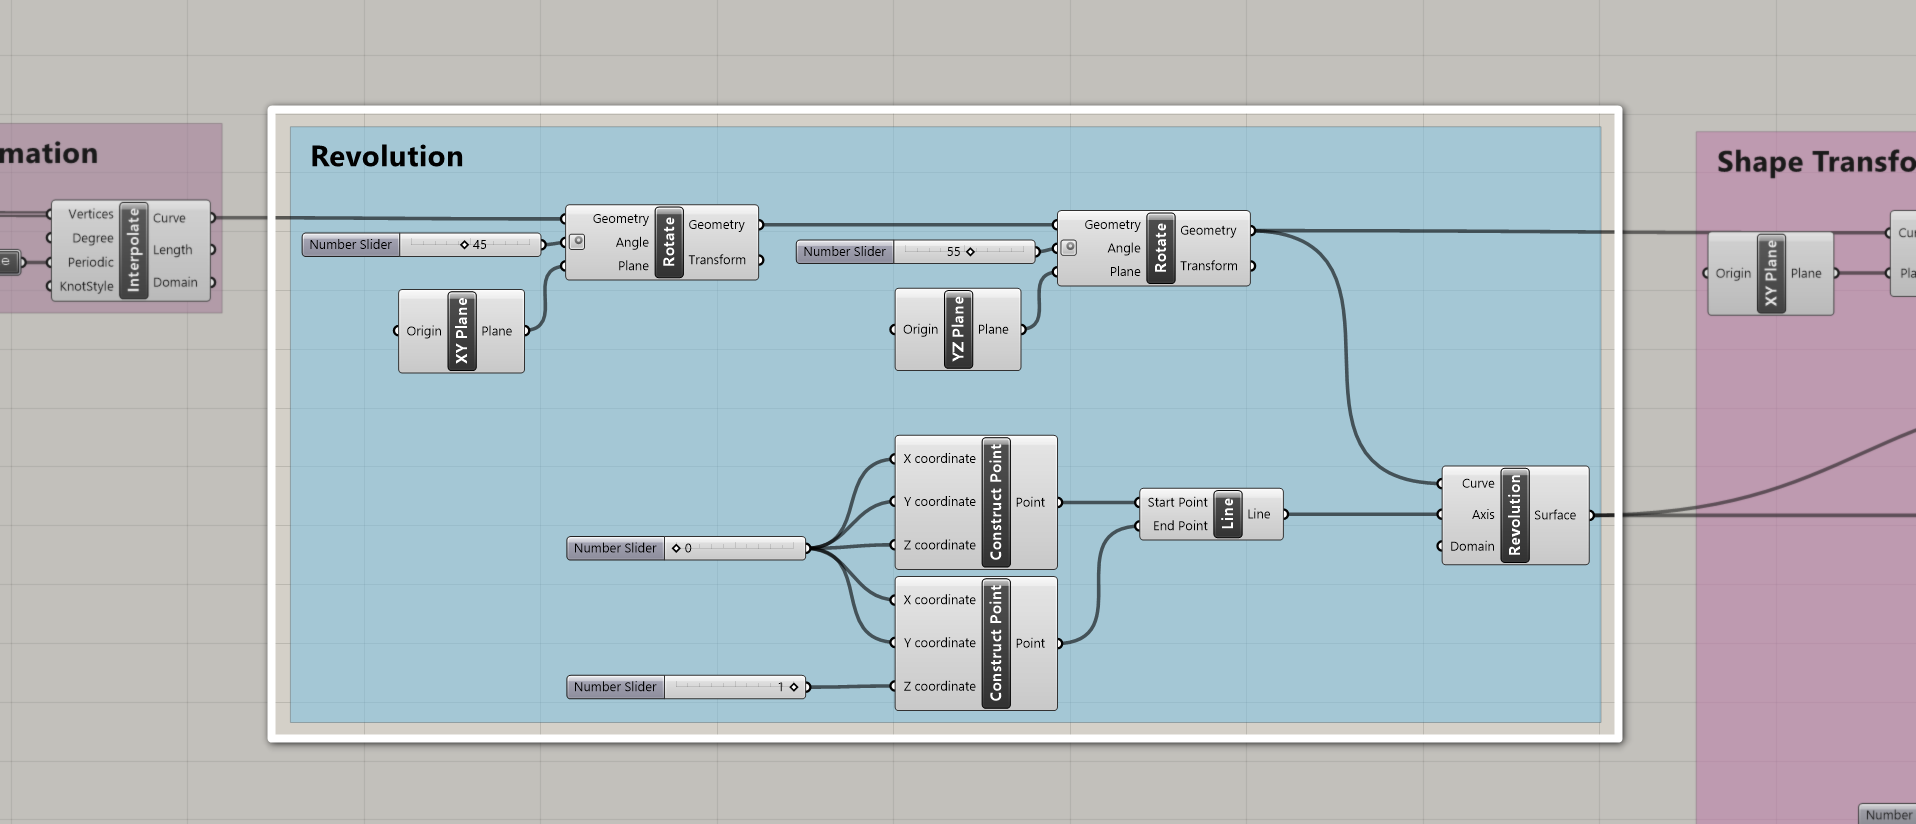 mation
Vertices
Degree
Periodic
KnotStyle
Interpolate
Curve
Length
Domain
e
Revolution
Number Slider
45
Geometry
Angle
Plane
Rotate
Geometry
Transform
Origin
XY Plane
Plane
Number Slider
55
Geometry
Angle
Plane
Rotate
Geometry
Transform
Origin
YZ Plane
Plane
X coordinate
Y coordinate
Z coordinate
Construct Point
Point
Number Slider
0
X coordinate
Y coordinate
Z coordinate
Construct Point
Point
Number Slider
1
Start Point
End Point
Line
Line
Curve
Axis
Domain
Revolution
Surface
Shape Transfo
Origin
XY Plane
Plane
Cur
Pla
Number